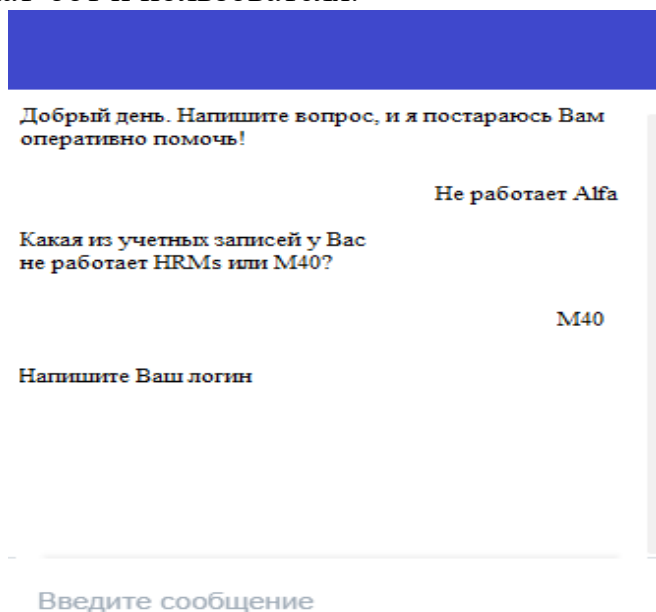 Добрый день. Напишите вопрос, и я постараюсь Вам
оперативно помочь!
Не работает Alfa
Какая из учетных записей у Вас
не работает HRMs или M40?
M40
Напишите Ваш логин
Введите сообщение